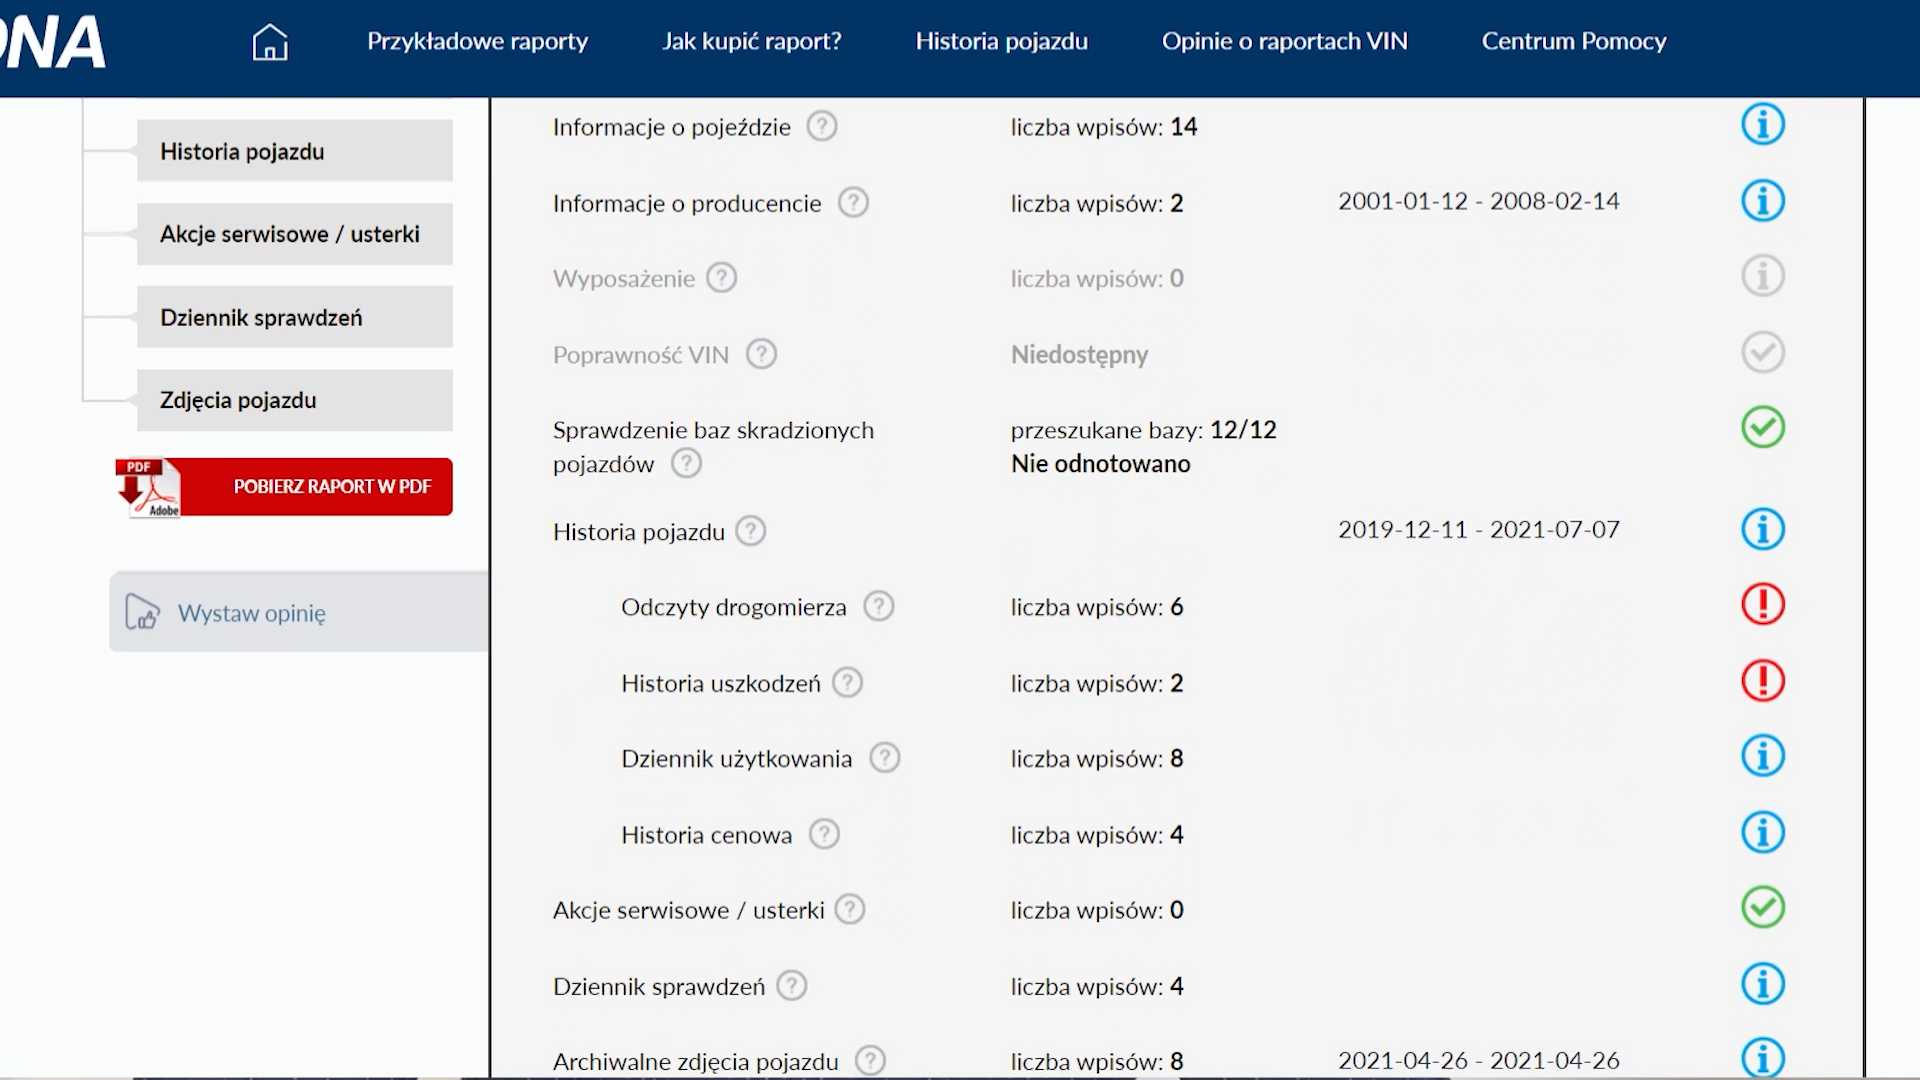 DNA
Przykładowe raporty
Jak kupić raport?
Historia pojazdu
Opinie o raportach VIN
Centrum Pomocy
Historia pojazdu
Akcje serwisowe / usterki
Dziennik sprawdzeń
Zdjęcia pojazdu
PDF
Adobe
POBIERZ RAPORT W PDF
Wystaw opinię
Informacje o pojeździe ? liczba wpisów: 14
Informacje o producencie ? liczba wpisów: 2 2001-01-12 - 2008-02-14
Wyposażenie ? liczba wpisów: 0
Poprawność VIN ? Niedostępny
Sprawdzenie baz skradzionych przeszukane bazy: 12/12
pojazdów ? Nie odnotowano
Historia pojazdu ? 2019-12-11 - 2021-07-07
Odczyty drogomierza ? liczba wpisów: 6
Historia uszkodzeń ? liczba wpisów: 2
Dziennik użytkowania ? liczba wpisów: 8
Historia cenowa ? liczba wpisów: 4
Akcje serwisowe / usterki ? liczba wpisów: 0
Dziennik sprawdzeń ? liczba wpisów: 4
Archiwalne zdjęcia pojazdu ? liczba wpisów: 8 2021-04-26 - 2021-04-26